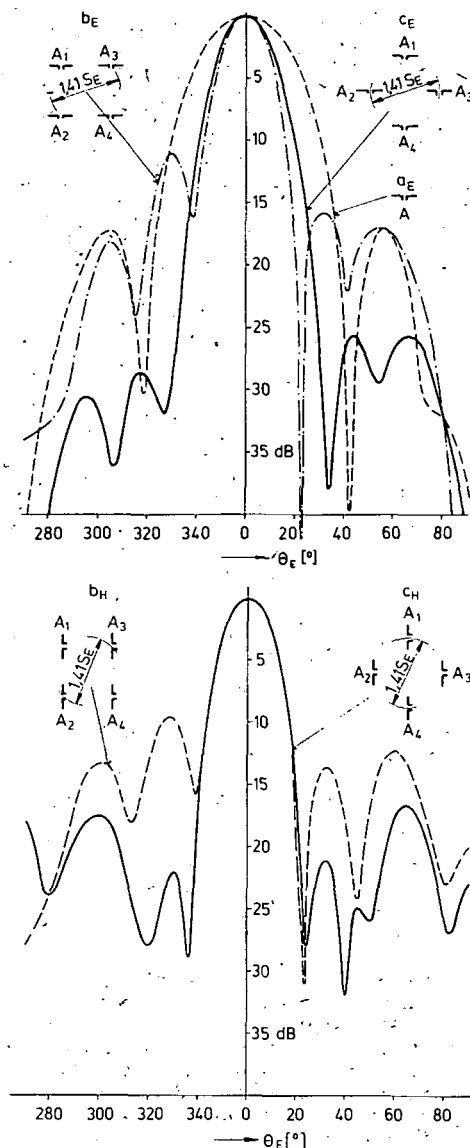 b_E
c_E
A_1 A_3
1,41 S_E
A_2 A_4
A_1
A_2 1,41 S_E A_3
A_4
a_E
A
5
10
15
20
25
30
35 dB
280 300 320 340 0 20 40 60 80
θ_E [°]
b_H
c_H
A_1 A_3
1,41 S_E
A_2 A_4
A_1
A_2 1,41 S_E A_3
A_4
5
10
15
20
25
30
35 dB
280 300 320 340 0 20 40 60 80
θ_E [°]